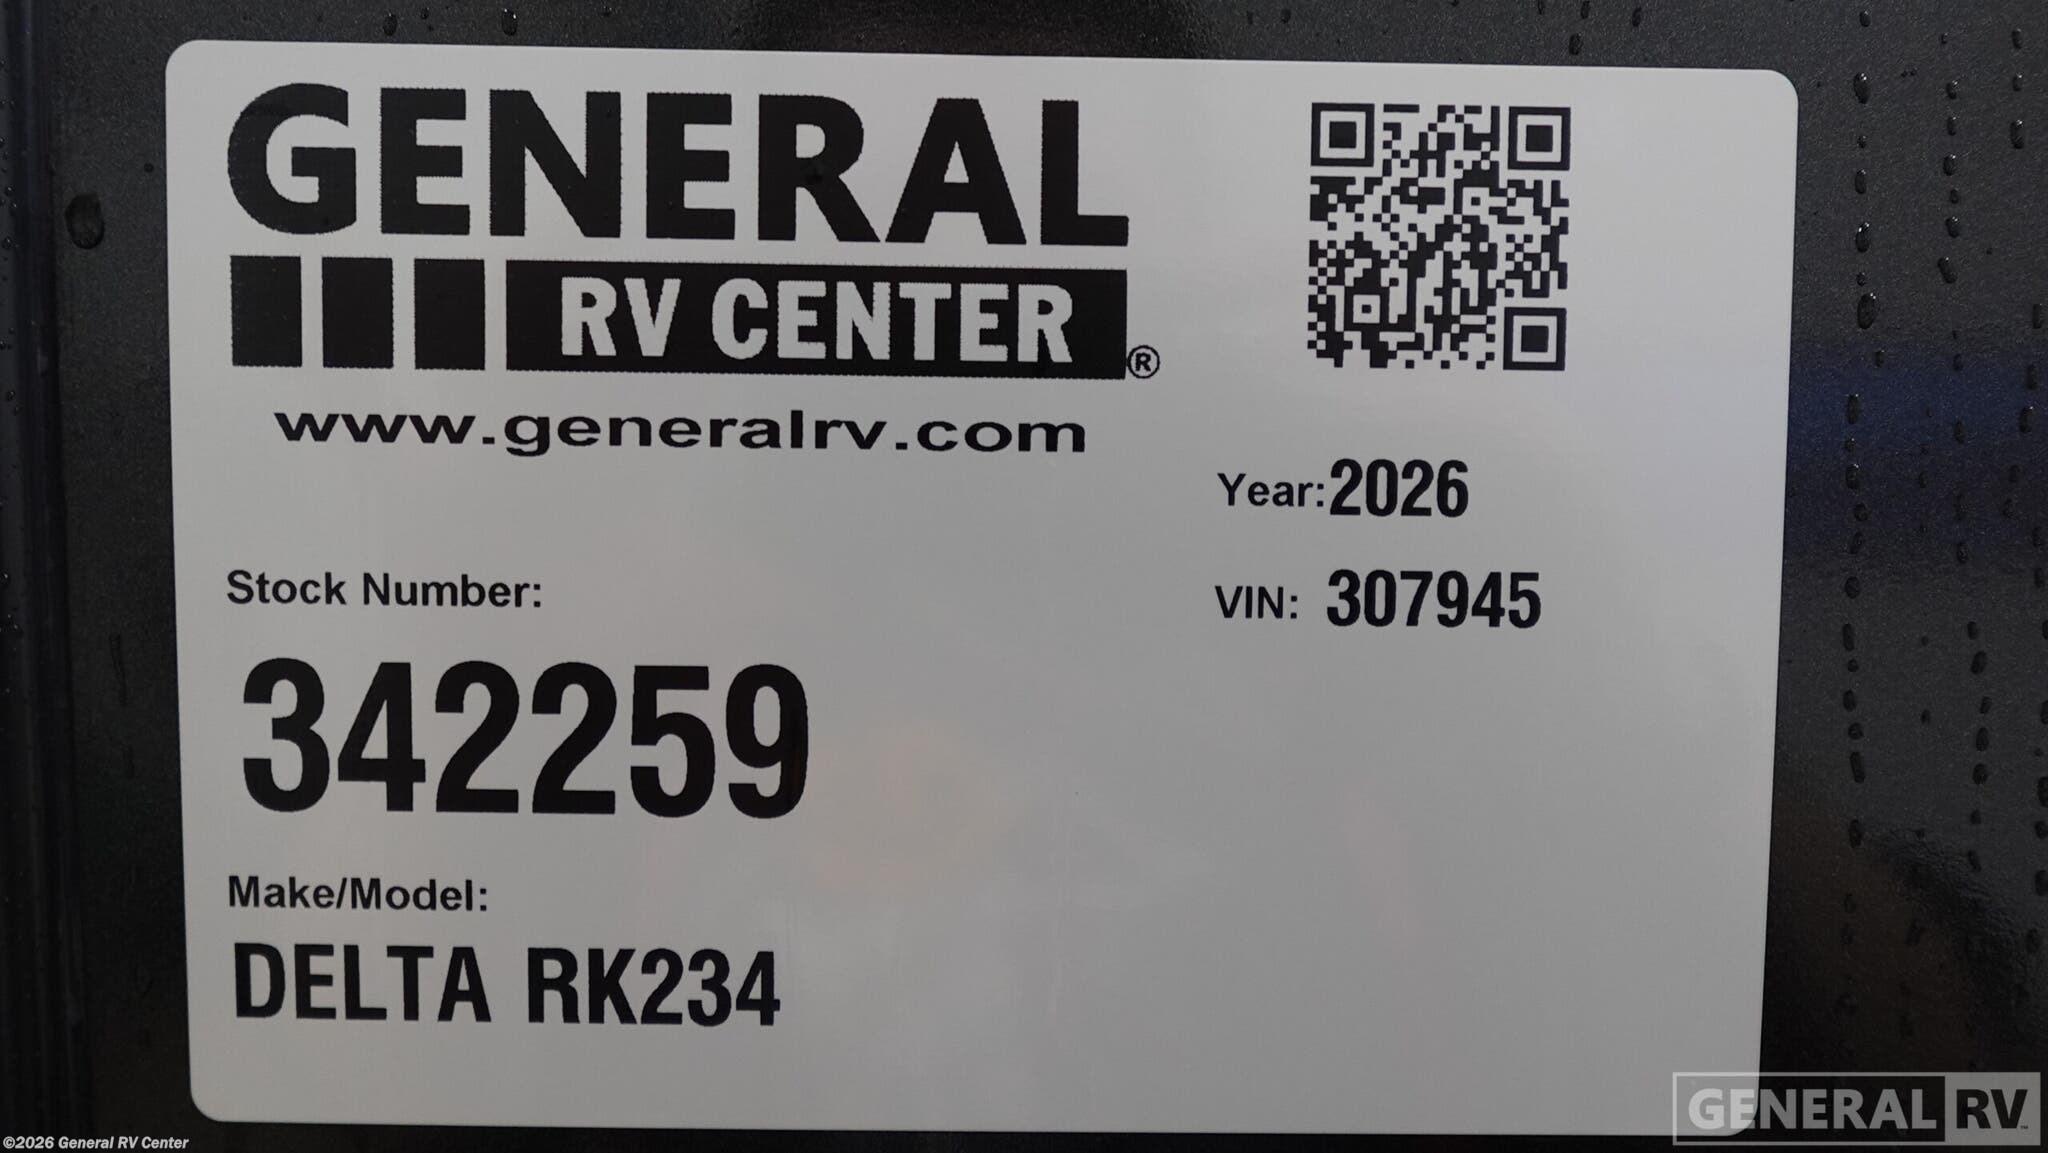 GENERAL
RV CENTER®
www.generalrv.com
Year: 2026
Stock Number:
VIN: 307945
342259
Make/Model:
DELTA RK234
GENERAL RV™
©2026 General RV Center